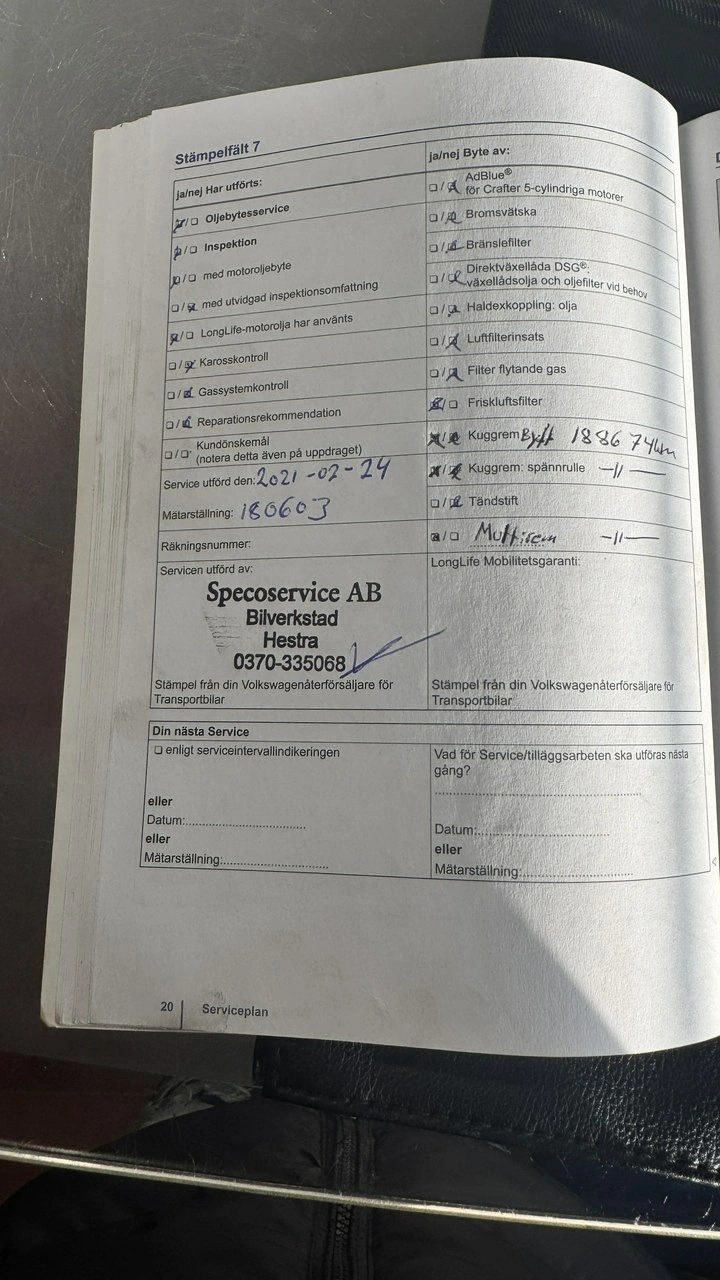 Stämpelfält 7
ja/nej Har utförts:
Oljebytesservice
Inspektion
med motoroljebyte
med utvidgad inspektionsomfattning
LongLife-motorolja har använts
Karosskontroll
Gassystemkontroll
Reparationsrekommendation
Kundönskemål
(notera detta även på uppdraget)
Service utförd den: 2021-02-24
Mätarställning: 180603
Räkningsnummer:
Servicen utförd av:
Specoservice AB
Bilverkstad
Hestra
0370-335068
Stämpel från din Volkswagenåterförsäljare för
Transportbilar
ja/nej Byte av:
AdBlue®
för Crafter 5-cylindriga motorer
Bromsvätska
Bränslefilter
Direktväxellåda DSG®:
växellådsolja och oljefilter vid behov
Haldexkoppling: olja
Luftfilterinsats
Filter flytande gas
Friskluftsfilter
Kuggrem Bytt 188674km
Kuggrem: spännrulle -//-
Tändstift
Multirem -//-
LongLife Mobilitetsgaranti:
Stämpel från din Volkswagenåterförsäljare för
Transportbilar
Din nästa Service
enligt serviceintervallindikeringen
eller
Datum:
eller
Mätarställning:
Vad för Service/tilläggsarbeten ska utföras nästa
gång?
Datum:
eller
Mätarställning:
20 Serviceplan